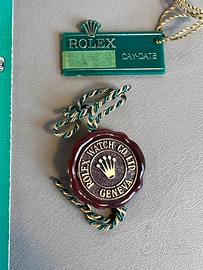 ROLEX
DAY-DATE
ROLEX WATCH CO. LTD.
GENEVA